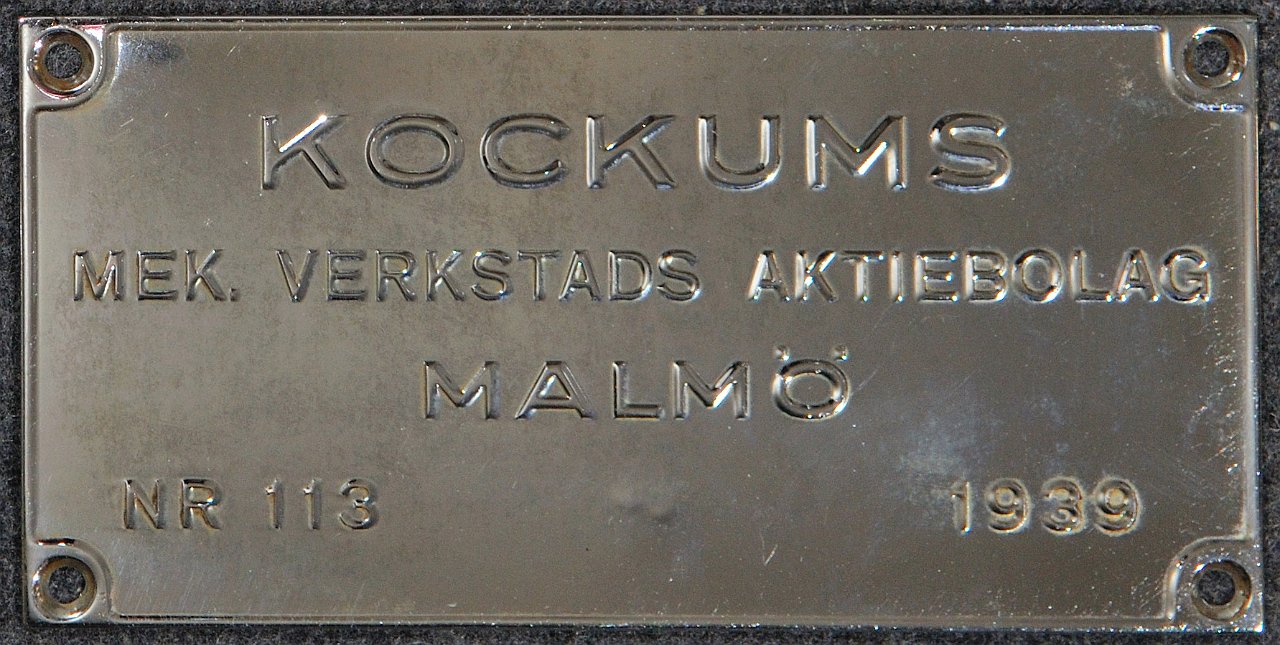 KOCKUMS
MEK. VERKSTADS AKTIEBOLAG
MALMÖ
NR 113 1939